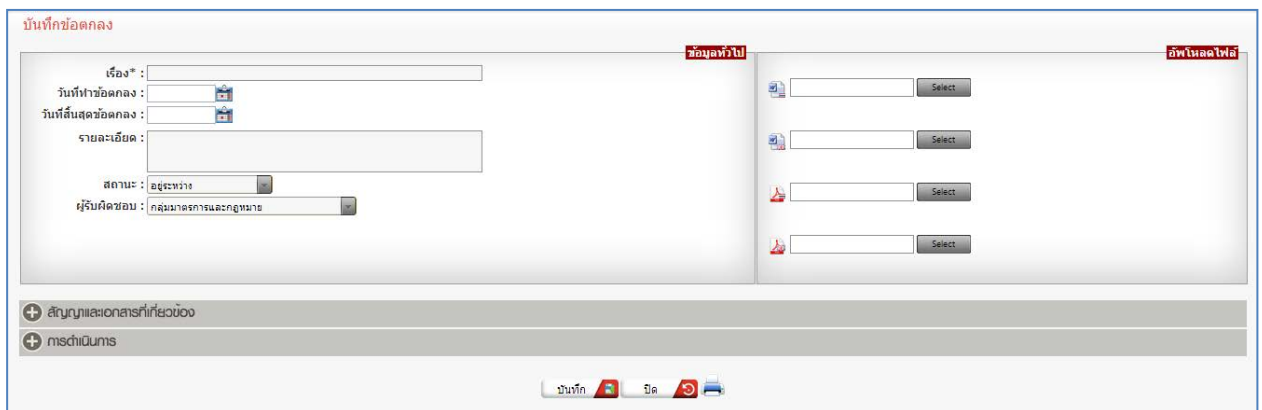 บันทึกข้อตกลง
ข้อมูลทั่วไป
เรื่อง* :
วันที่ทำข้อตกลง :
วันที่สิ้นสุดข้อตกลง :
รายละเอียด :
สถานะ : อยู่ระหว่าง
ผู้รับผิดชอบ : กลุ่มมาตรการและกฎหมาย
อัพโหลดไฟล์
Select
Select
Select
Select
สัญญาและเอกสารที่เกี่ยวข้อง
การดำเนินการ
บันทึก ปิด